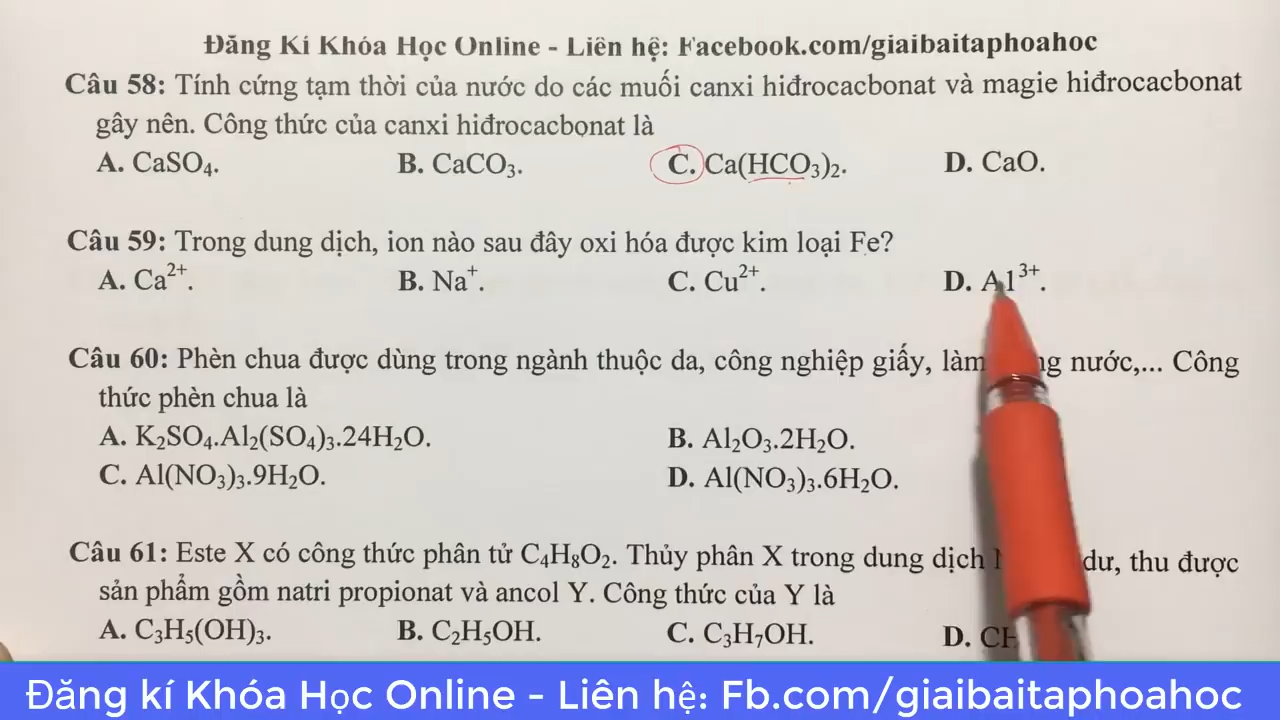 Đăng Kí Khóa Học Online - Liên hệ: Facebook.com/giaibaitaphoahoc
Câu 58: Tính cứng tạm thời của nước do các muối canxi hiđrocacbonat và magie hiđrocacbonat
gây nên. Công thức của canxi hiđrocacbonat là
A. CaSO₄. B. CaCO₃. C. Ca(HCO₃)₂. D. CaO.
Câu 59: Trong dung dịch, ion nào sau đây oxi hóa được kim loại Fe?
A. Ca²⁺. B. Na⁺. C. Cu²⁺. D. Al³⁺.
Câu 60: Phèn chua được dùng trong ngành thuộc da, công nghiệp giấy, làm nước,... Công
thức phèn chua là
A. K₂SO₄.Al₂(SO₄)₃.24H₂O. B. Al₂O₃.2H₂O.
C. Al(NO₃)₃.9H₂O. D. Al(NO₃)₃.6H₂O.
Câu 61: Este X có công thức phân tử C₄H₈O₂. Thủy phân X trong dung dịch dư, thu được
sản phẩm gồm natri propionat và ancol Y. Công thức của Y là
A. C₃H₅(OH)₃. B. C₂H₅OH. C. C₃H₇OH. D.
Đăng kí Khóa Học Online - Liên hệ: Fb.com/giaibaitaphoahoc